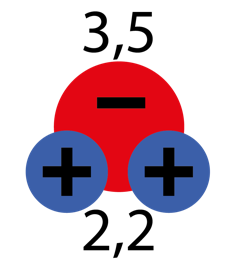 3,5
−
+ +
2,2